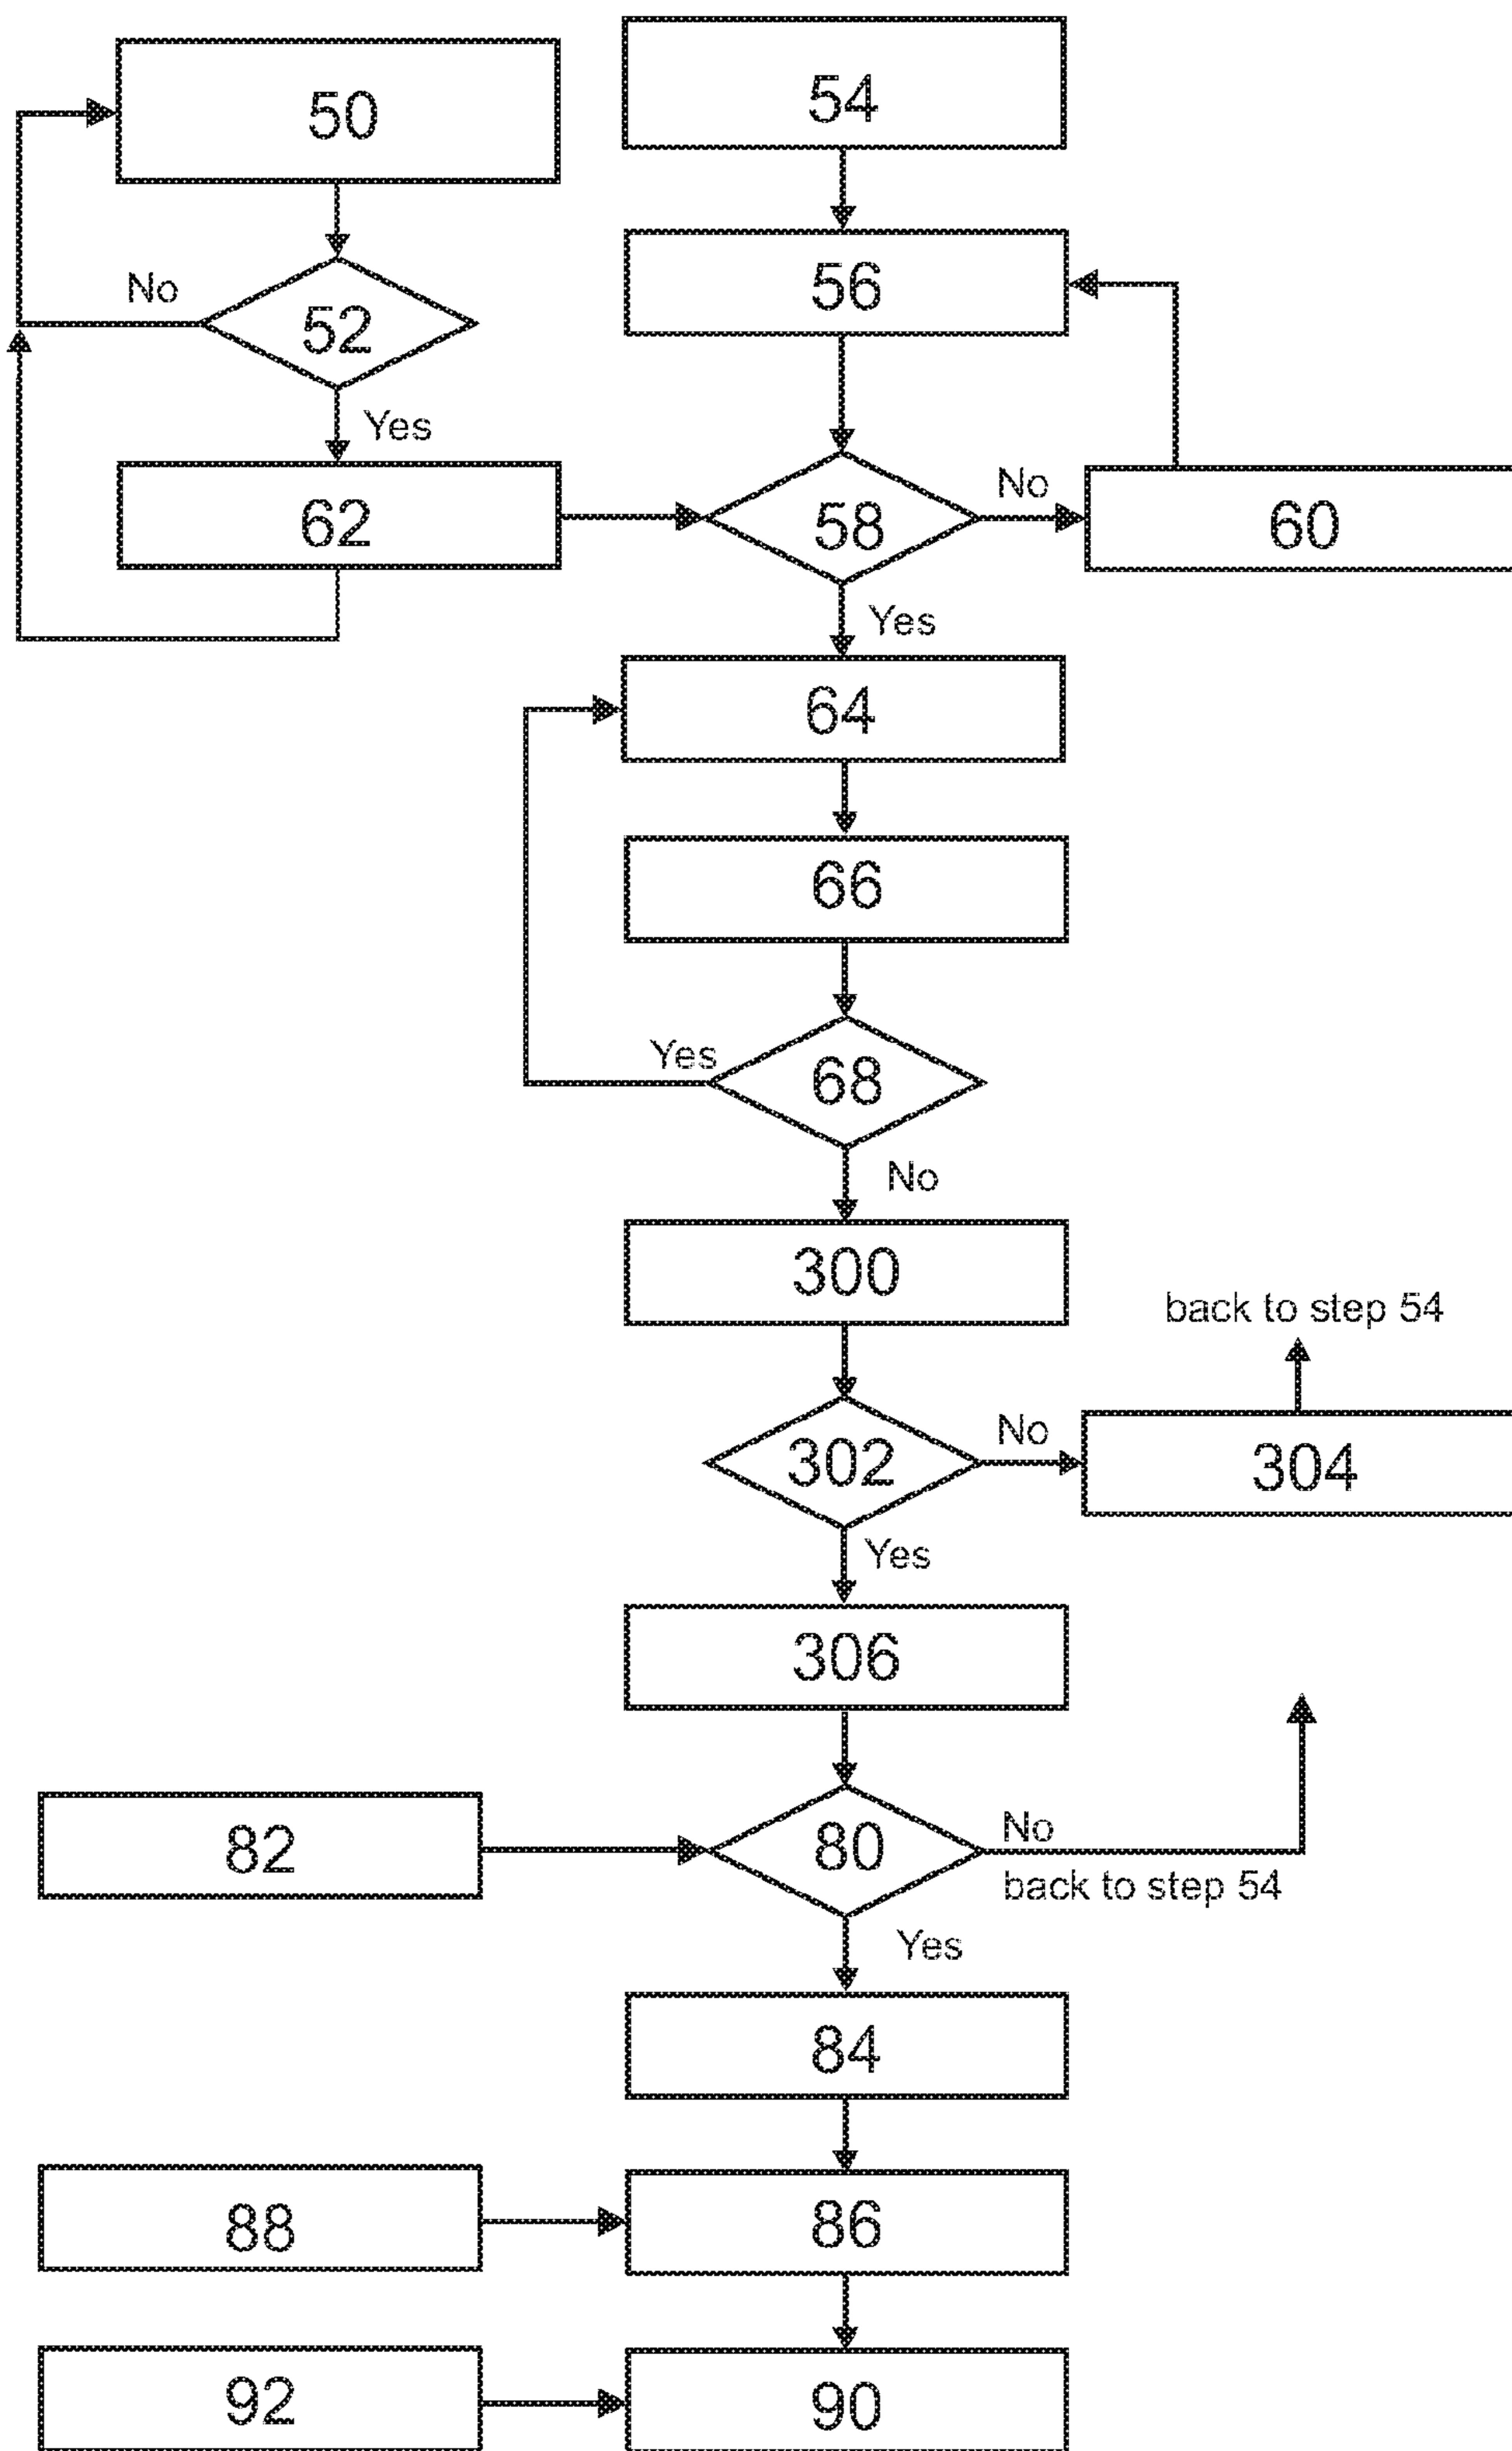 50
54
56
No
52
Yes
62
58
No
60
Yes
64
66
Yes
68
No
300
back to step 54
302
No
304
Yes
306
82
80
No
back to step 54
Yes
84
88
86
92
90